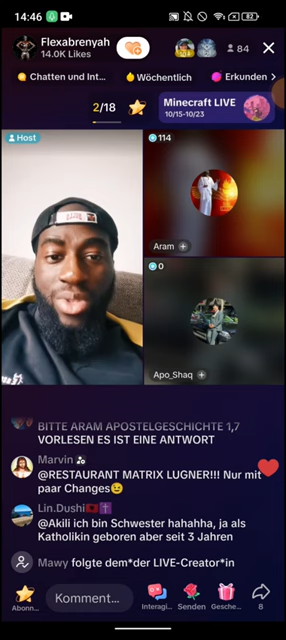 14:46
82
Flexabrenyah
14.0K Likes
84
Chatten und Int...
Wöchentlich
Erkunden
2/18
Minecraft LIVE
10/15-10/23
Host
114
Aram
0
Apo_Shaq
BITTE ARAM APOSTELGESCHICHTE 1,7
VORLESEN ES IST EINE ANTWORT
Marvin
@RESTAURANT MATRIX LUGNER!!! Nur mit
paar Changes😉
Lin.Dushi🇦🇱✝️
@Akili ich bin Schwester hahahha, ja als
Katholikin geboren aber seit 3 Jahren
Mawy folgte dem*der LIVE-Creator*in
Abonn...
Komment...
Interagi...
Senden
Gesche...
8